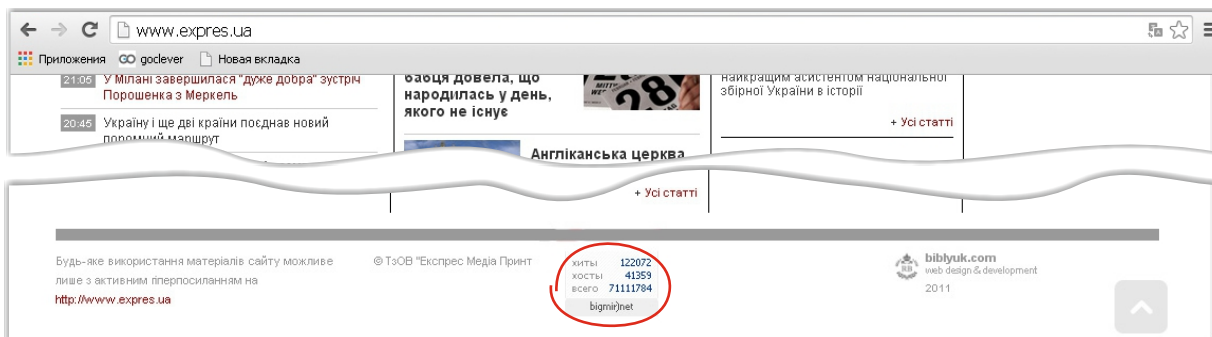 www.expres.ua
Приложения
goclever
Новая вкладка
21:05 У Мілані завершилася "дуже добра" зустріч
Порошенка з Меркель
20:45 Україну і ще дві країни поєднав новий
поромний маршрут
бабця довела, що
народилась у день,
якого не існує
Англіканська церква
найкращим асистентом національної
збірної України в історії
+ Усі статті
+ Усі статті
Будь-яке використання матеріалів сайту можливе
лише з активним гіперпосиланням на
http://www.expres.ua
© ТзОВ "Експрес Медіа Принт
хиты 122072
хосты 41359
всего 71111784
bigmir)net
biblyuk.com
web design & development
2011